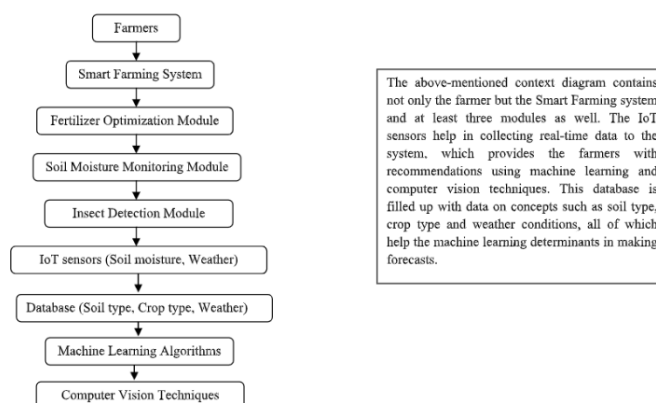 Farmers
Smart Farming System
Fertilizer Optimization Module
Soil Moisture Monitoring Module
Insect Detection Module
IoT sensors (Soil moisture, Weather)
Database (Soil type, Crop type, Weather)
Machine Learning Algorithms
Computer Vision Techniques
The above-mentioned context diagram contains
not only the farmer but the Smart Farming system
and at least three modules as well. The IoT
sensors help in collecting real-time data to the
system, which provides the farmers with
recommendations using machine learning and
computer vision techniques. This database is
filled up with data on concepts such as soil type,
crop type and weather conditions, all of which
help the machine learning determinants in making
forecasts.